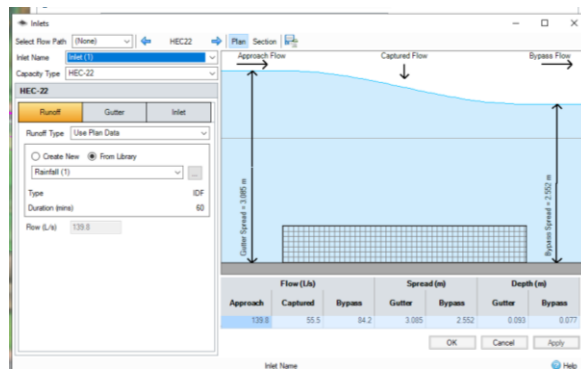 Inlets
Select Flow Path (None) HEC22 Plan Section
Inlet Name Inlet (1)
Capacity Type HEC-22
HEC-22
Runoff Gutter Inlet
Runoff Type Use Plan Data
Create New From Library
Rainfall (1) ...
Type IDF
Duration (mins) 60
Flow (L/s) 139.8
Approach Flow Captured Flow Bypass Flow
Gutter Spread = 3.085 m
Bypass Spread = 2.552 m
Flow (L/s) Spread (m) Depth (m)
Approach Captured Bypass Gutter Bypass Gutter Bypass
139.8 55.5 84.2 3.085 2.552 0.093 0.077
OK Cancel Apply
Inlet Name Help